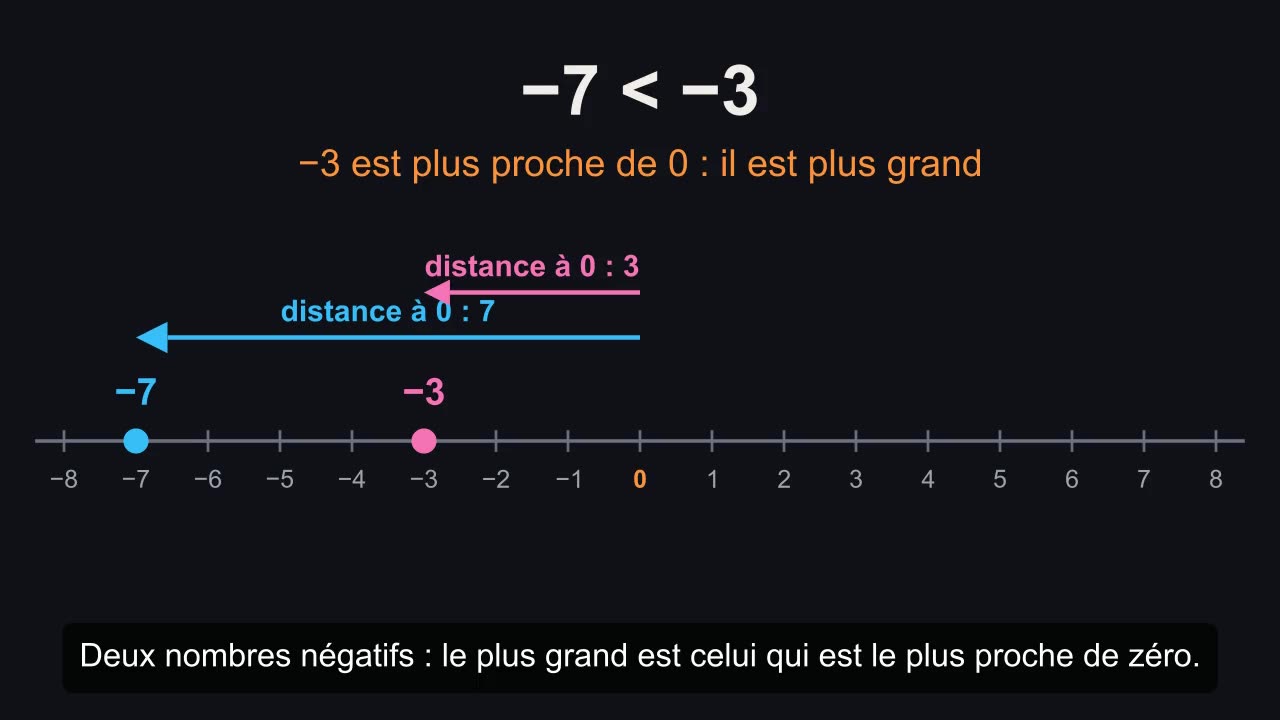 −7 < −3
−3 est plus proche de 0 : il est plus grand
distance à 0 : 3
distance à 0 : 7
−7 −3
−8 −7 −6 −5 −4 −3 −2 −1 0 1 2 3 4 5 6 7 8
Deux nombres négatifs : le plus grand est celui qui est le plus proche de zéro.